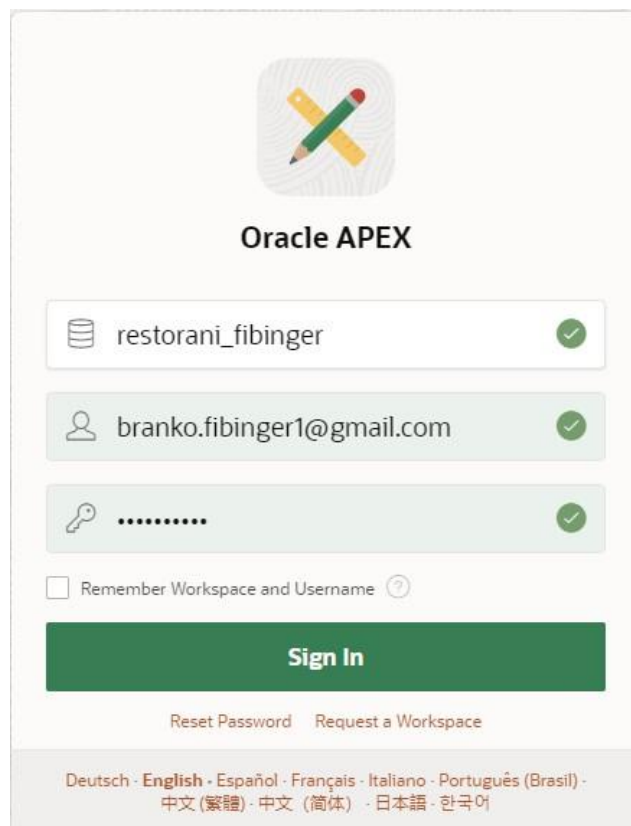 Oracle APEX
restorani_fibinger
branko.fibinger1@gmail.com
••••••••••
Remember Workspace and Username ?
Sign In
Reset Password Request a Workspace
Deutsch · English · Español · Français · Italiano · Português (Brasil) ·
中文 (繁體) · 中文 (简体) · 日本語 · 한국어